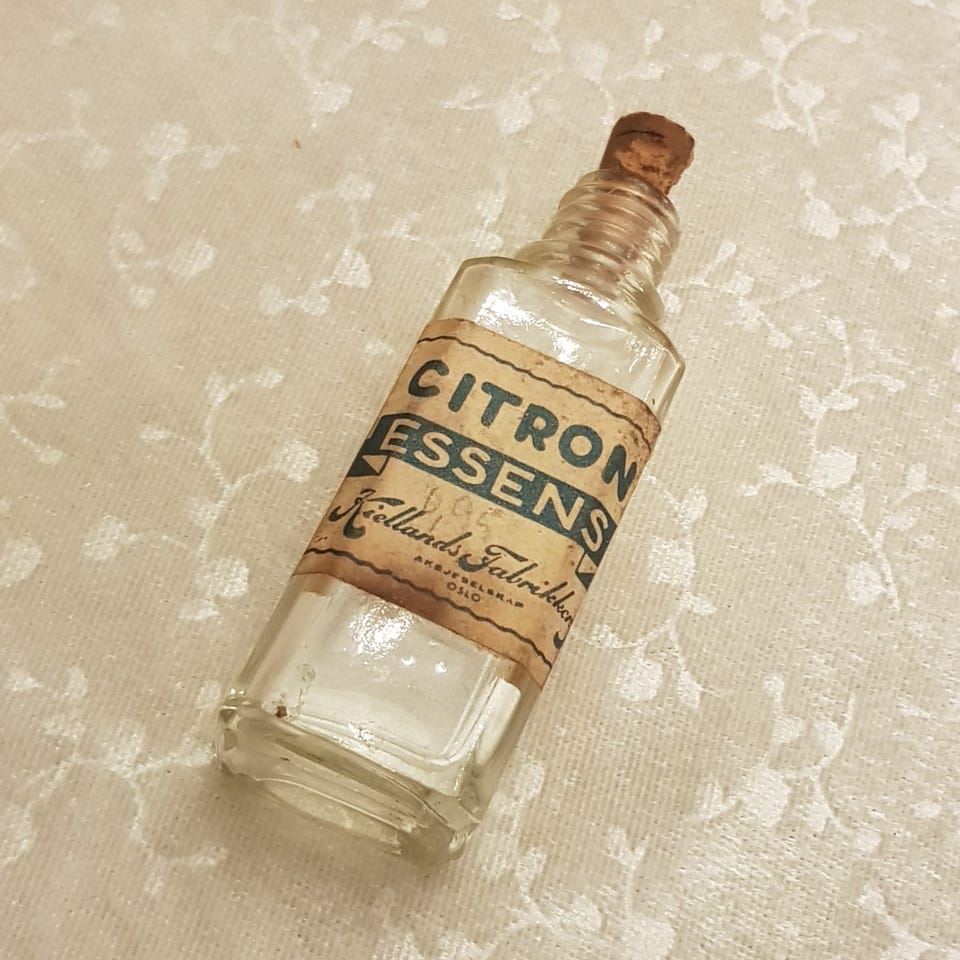 CITRON
ESSENS
Kiellands Fabrikker
AKSJESELSKAP
OSLO